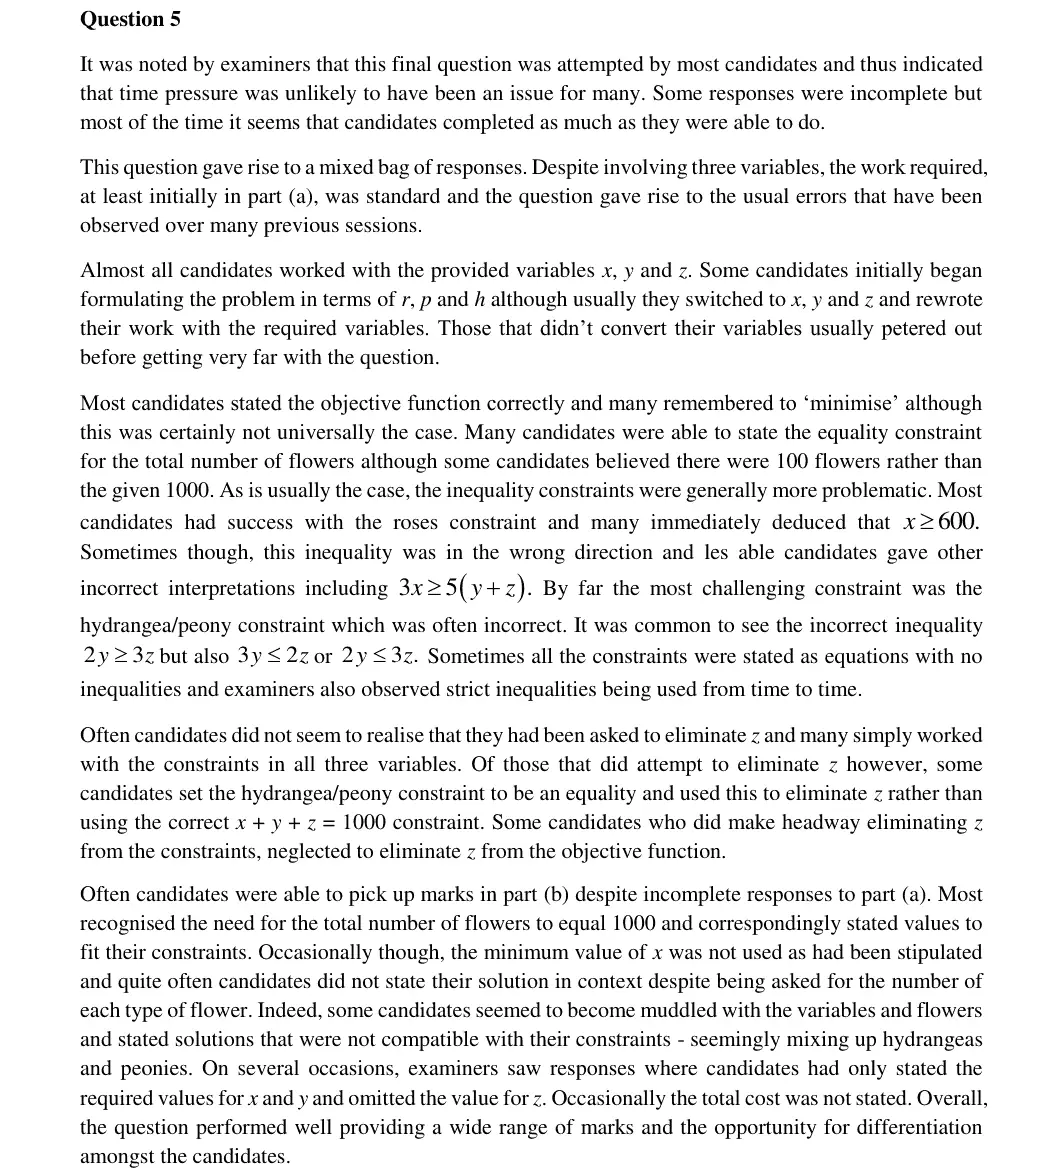 Question 5
It was noted by examiners that this final question was attempted by most candidates and thus indicated
that time pressure was unlikely to have been an issue for many. Some responses were incomplete but
most of the time it seems that candidates completed as much as they were able to do.
This question gave rise to a mixed bag of responses. Despite involving three variables, the work required,
at least initially in part (a), was standard and the question gave rise to the usual errors that have been
observed over many previous sessions.
Almost all candidates worked with the provided variables x, y and z. Some candidates initially began
formulating the problem in terms of r, p and h although usually they switched to x, y and z and rewrote
their work with the required variables. Those that didn’t convert their variables usually petered out
before getting very far with the question.
Most candidates stated the objective function correctly and many remembered to ‘minimise’ although
this was certainly not universally the case. Many candidates were able to state the equality constraint
for the total number of flowers although some candidates believed there were 100 flowers rather than
the given 1000. As is usually the case, the inequality constraints were generally more problematic. Most
candidates had success with the roses constraint and many immediately deduced that x ≥ 600.
Sometimes though, this inequality was in the wrong direction and les able candidates gave other
incorrect interpretations including 3x ≥ 5(y + z). By far the most challenging constraint was the
hydrangea/peony constraint which was often incorrect. It was common to see the incorrect inequality
2y ≥ 3z but also 3y ≤ 2z or 2y ≤ 3z. Sometimes all the constraints were stated as equations with no
inequalities and examiners also observed strict inequalities being used from time to time.
Often candidates did not seem to realise that they had been asked to eliminate z and many simply worked
with the constraints in all three variables. Of those that did attempt to eliminate z however, some
candidates set the hydrangea/peony constraint to be an equality and used this to eliminate z rather than
using the correct x + y + z = 1000 constraint. Some candidates who did make headway eliminating z
from the constraints, neglected to eliminate z from the objective function.
Often candidates were able to pick up marks in part (b) despite incomplete responses to part (a). Most
recognised the need for the total number of flowers to equal 1000 and correspondingly stated values to
fit their constraints. Occasionally though, the minimum value of x was not used as had been stipulated
and quite often candidates did not state their solution in context despite being asked for the number of
each type of flower. Indeed, some candidates seemed to become muddled with the variables and flowers
and stated solutions that were not compatible with their constraints - seemingly mixing up hydrangeas
and peonies. On several occasions, examiners saw responses where candidates had only stated the
required values for x and y and omitted the value for z. Occasionally the total cost was not stated. Overall,
the question performed well providing a wide range of marks and the opportunity for differentiation
amongst the candidates.